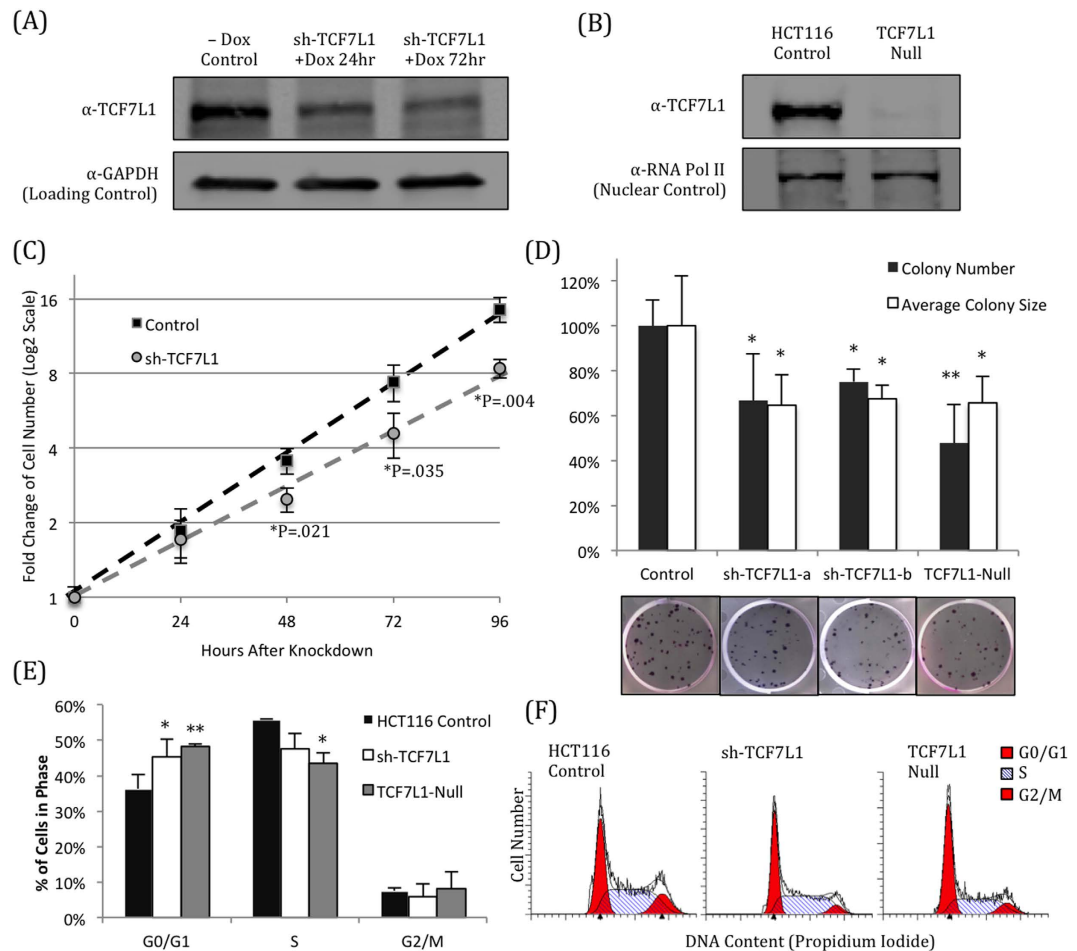 (A)
– Dox
Control
sh-TCF7L1
+Dox 24hr
sh-TCF7L1
+Dox 72hr
α-TCF7L1
α-GAPDH
(Loading Control)
(B)
HCT116
Control
TCF7L1
Null
α-TCF7L1
α-RNA Pol II
(Nuclear Control)
(C)
Fold Change of Cell Number (Log2 Scale)
16
8
4
2
1
Control
sh-TCF7L1
*P=.021
*P=.035
*P=.004
0
24
48
72
96
Hours After Knockdown
(D)
120%
100%
80%
60%
40%
20%
0%
Colony Number
Average Colony Size
*
*
*
*
**
*
Control
sh-TCF7L1-a
sh-TCF7L1-b
TCF7L1-Null
(E)
% of Cells in Phase
60%
50%
40%
30%
20%
10%
0%
*
**
*
HCT116 Control
sh-TCF7L1
TCF7L1-Null
G0/G1
S
G2/M
(F)
HCT116
Control
sh-TCF7L1
TCF7L1
Null
G0/G1
S
G2/M
Cell Number
DNA Content (Propidium Iodide)